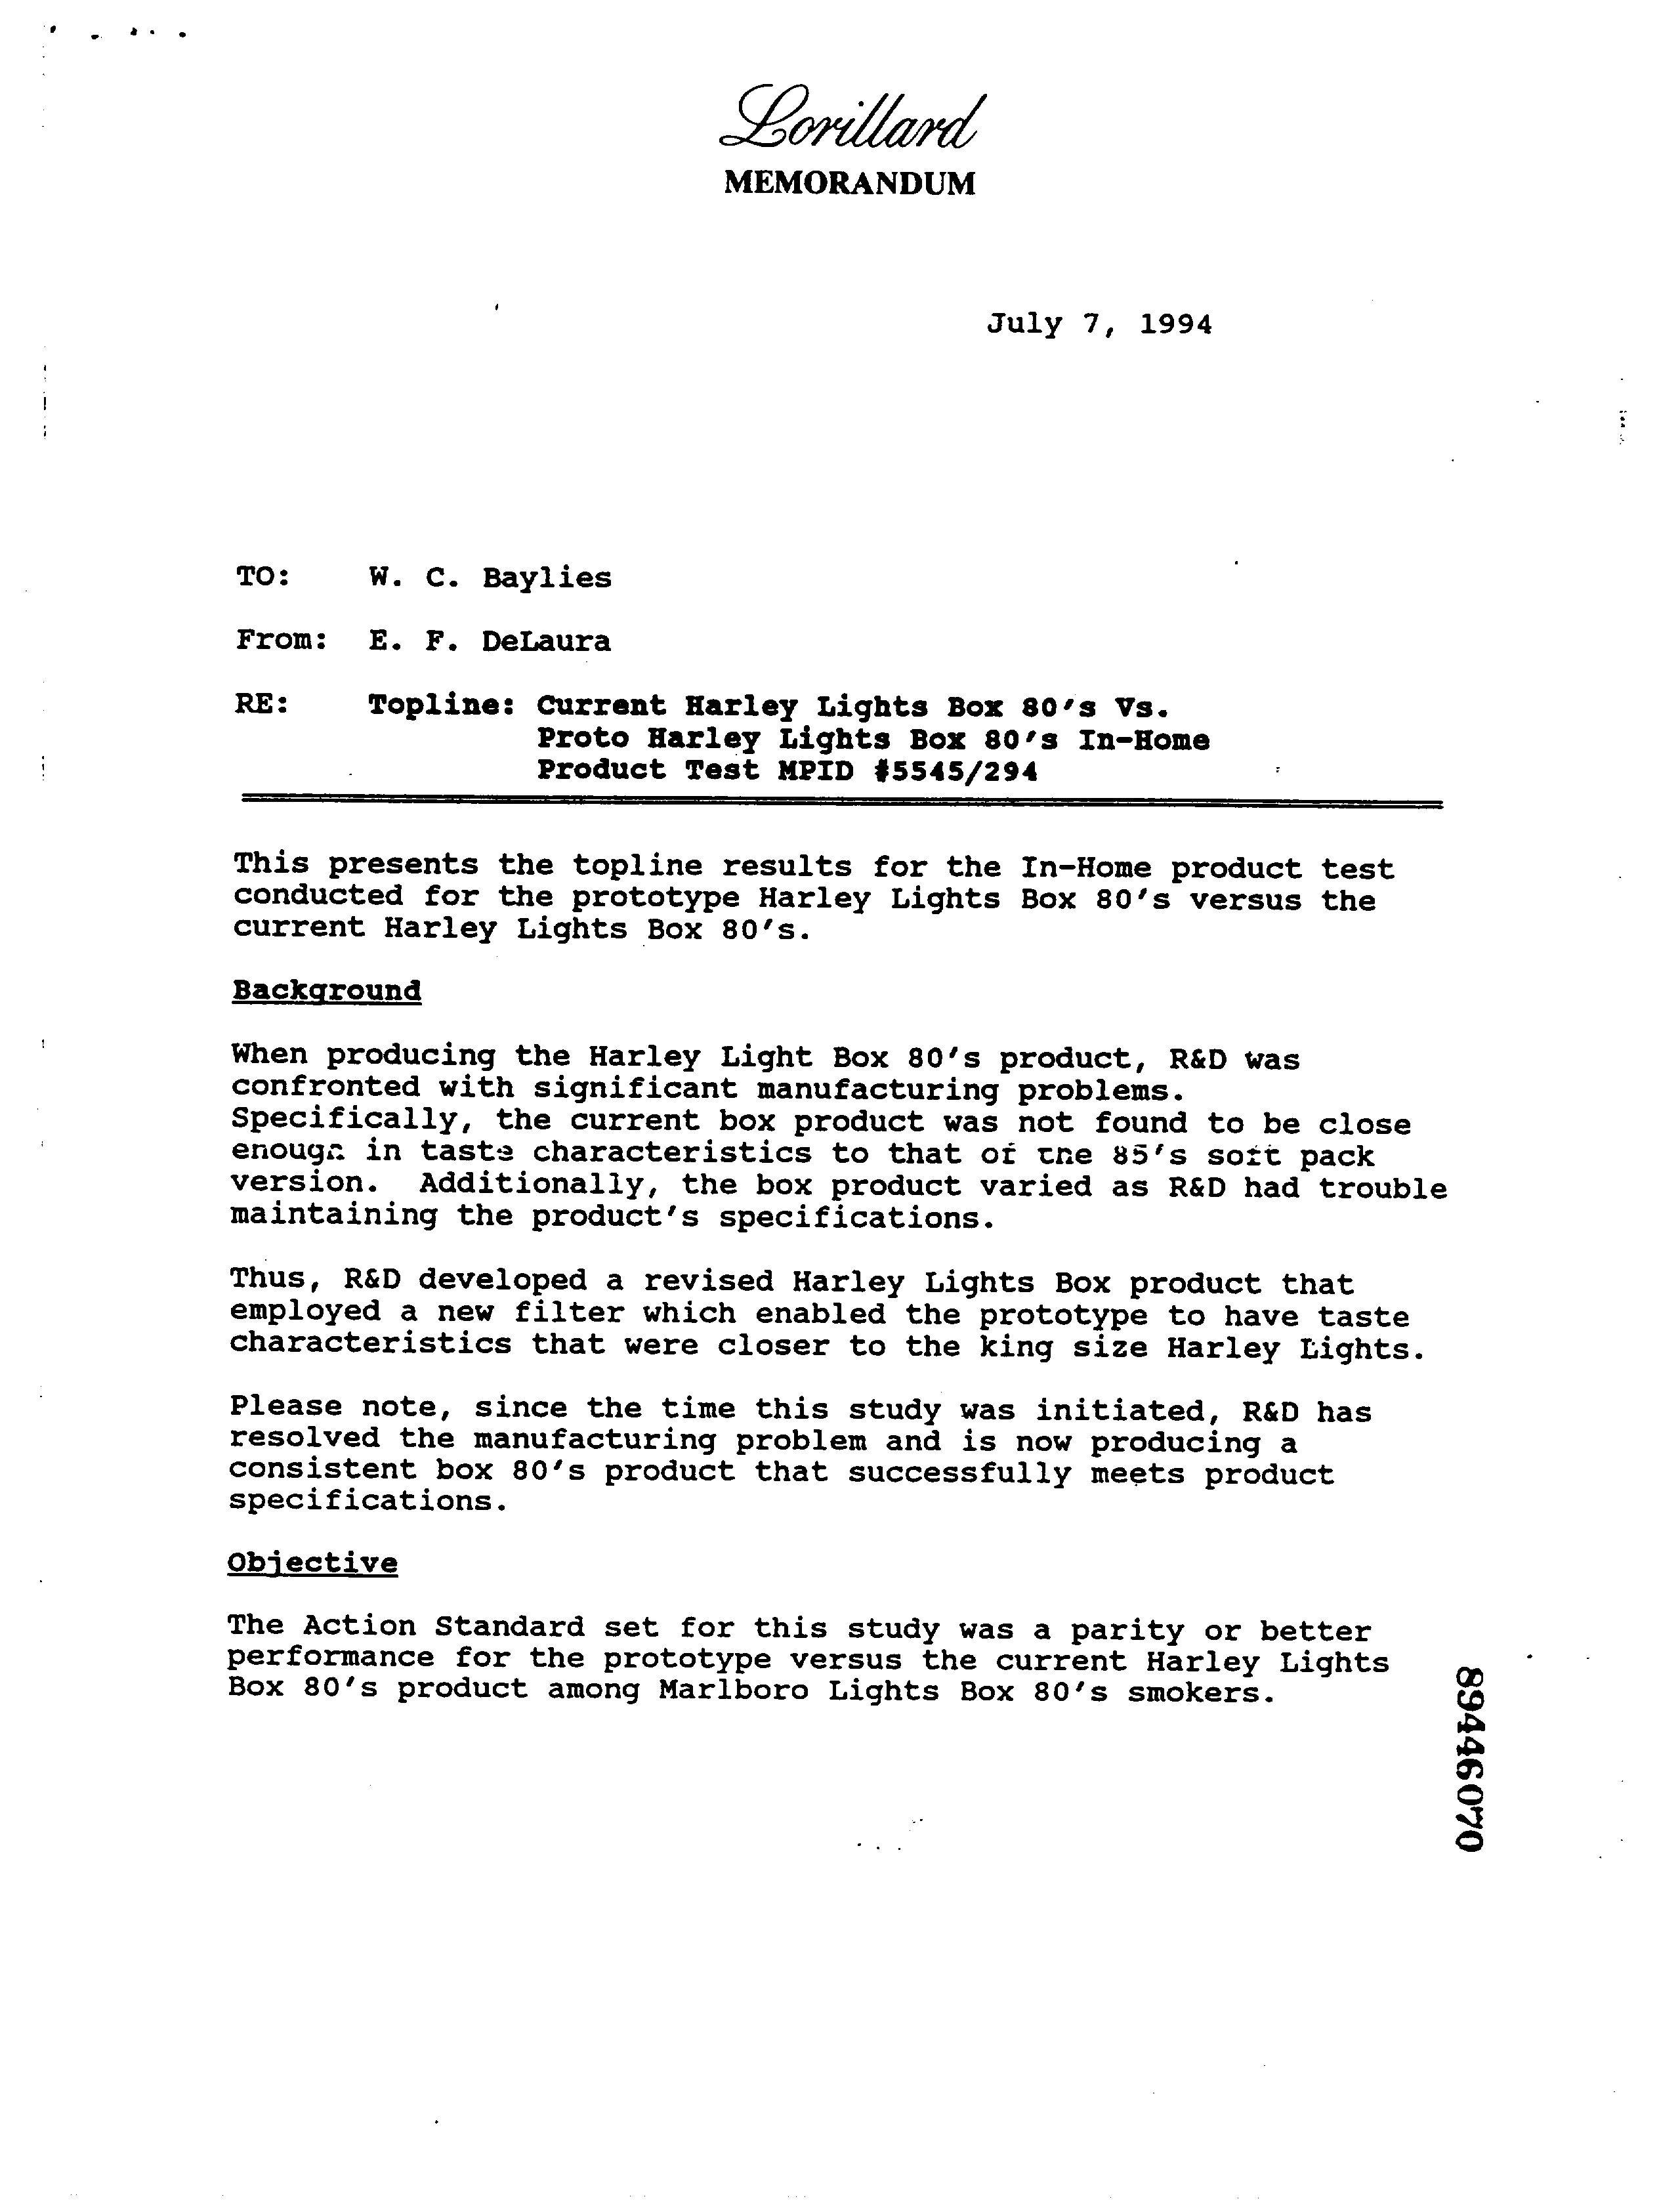 Lorillard
MEMORANDUM
July 7, 1994
TO: W. C. Baylies
From: E. F. DeLaura
RE: Topline: Current Harley Lights Box 80's Vs.
Proto Harley Lights Box 80's In-Home
Product Test MPID #5545/294
This presents the topline results for the In-Home product test
conducted for the prototype Harley Lights Box 80's versus the
current Harley Lights Box 80's.
Background
When producing the Harley Light Box 80's product, R&D was
confronted with significant manufacturing problems.
Specifically, the current box product was not found to be close
enough in taste characteristics to that of the 85's soft pack
version. Additionally, the box product varied as R&D had trouble
maintaining the product's specifications.
Thus, R&D developed a revised Harley Lights Box product that
employed a new filter which enabled the prototype to have taste
characteristics that were closer to the king size Harley Lights.
Please note, since the time this study was initiated, R&D has
resolved the manufacturing problem and is now producing a
consistent box 80's product that successfully meets product
specifications.
Objective
The Action Standard set for this study was a parity or better
performance for the prototype versus the current Harley Lights
Box 80's product among Marlboro Lights Box 80's smokers.
89446070